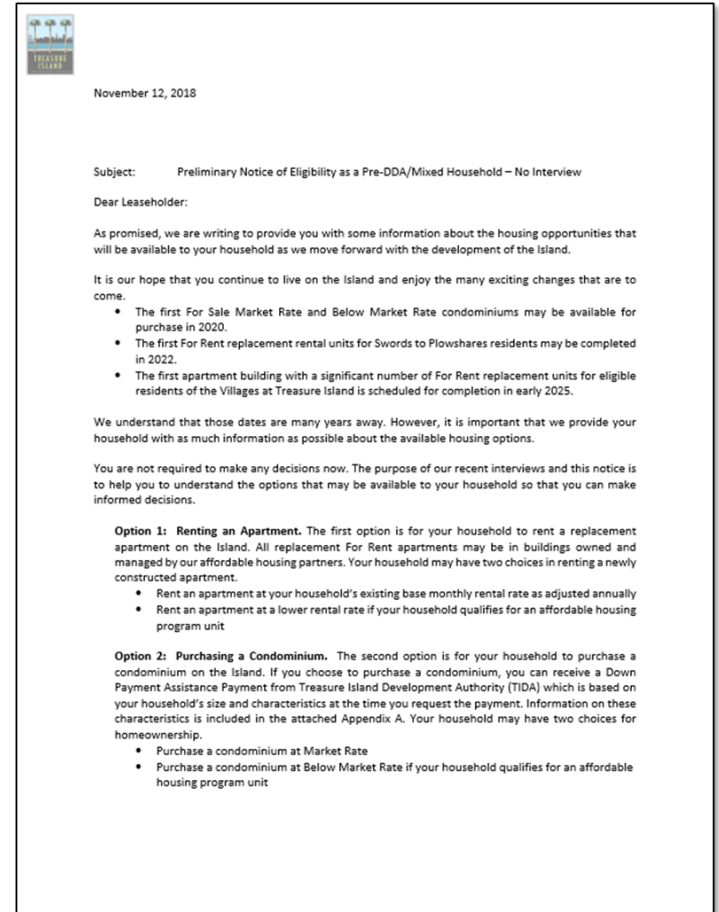 TREASURE
ISLAND
November 12, 2018
Subject: Preliminary Notice of Eligibility as a Pre-DDA/Mixed Household – No Interview
Dear Leaseholder:
As promised, we are writing to provide you with some information about the housing opportunities that
will be available to your household as we move forward with the development of the Island.
It is our hope that you continue to live on the Island and enjoy the many exciting changes that are to
come.
• The first For Sale Market Rate and Below Market Rate condominiums may be available for
purchase in 2020.
• The first For Rent replacement rental units for Swords to Plowshares residents may be completed
in 2022.
• The first apartment building with a significant number of For Rent replacement units for eligible
residents of the Villages at Treasure Island is scheduled for completion in early 2025.
We understand that those dates are many years away. However, it is important that we provide your
household with as much information as possible about the available housing options.
You are not required to make any decisions now. The purpose of our recent interviews and this notice is
to help you to understand the options that may be available to your household so that you can make
informed decisions.
Option 1: Renting an Apartment. The first option is for your household to rent a replacement
apartment on the Island. All replacement For Rent apartments may be in buildings owned and
managed by our affordable housing partners. Your household may have two choices in renting a newly
constructed apartment.
• Rent an apartment at your household's existing base monthly rental rate as adjusted annually
• Rent an apartment at a lower rental rate if your household qualifies for an affordable housing
program unit
Option 2: Purchasing a Condominium. The second option is for your household to purchase a
condominium on the Island. If you choose to purchase a condominium, you can receive a Down
Payment Assistance Payment from Treasure Island Development Authority (TIDA) which is based on
your household's size and characteristics at the time you request the payment. Information on these
characteristics is included in the attached Appendix A. Your household may have two choices for
homeownership.
• Purchase a condominium at Market Rate
• Purchase a condominium at Below Market Rate if your household qualifies for an affordable
housing program unit